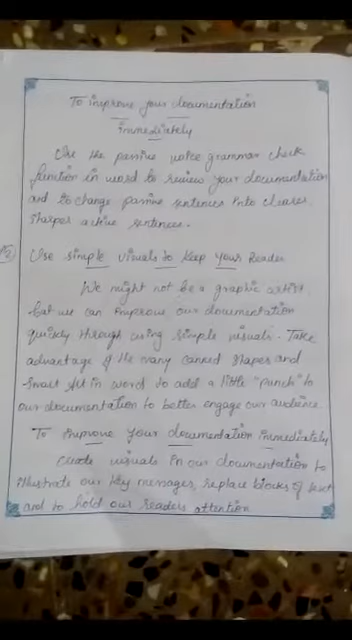 To improve your documentation
immediately
Use the passive voice grammar check
function in word to review your documentation
and to change passive sentences into clearer,
sharper active sentences.
Use simple visuals to keep your Reader
We might not be a graphic artist
but we can improve our documentation
quickly through using simple visuals. Take
advantage of the many canned shapes and
Smart Art in word to add a little "punch" to
our documentation to better engage our audience
To improve your documentation immediately
Create visuals in our documentation to
illustrate our key messages, replace blocks of text
and to hold our readers attention